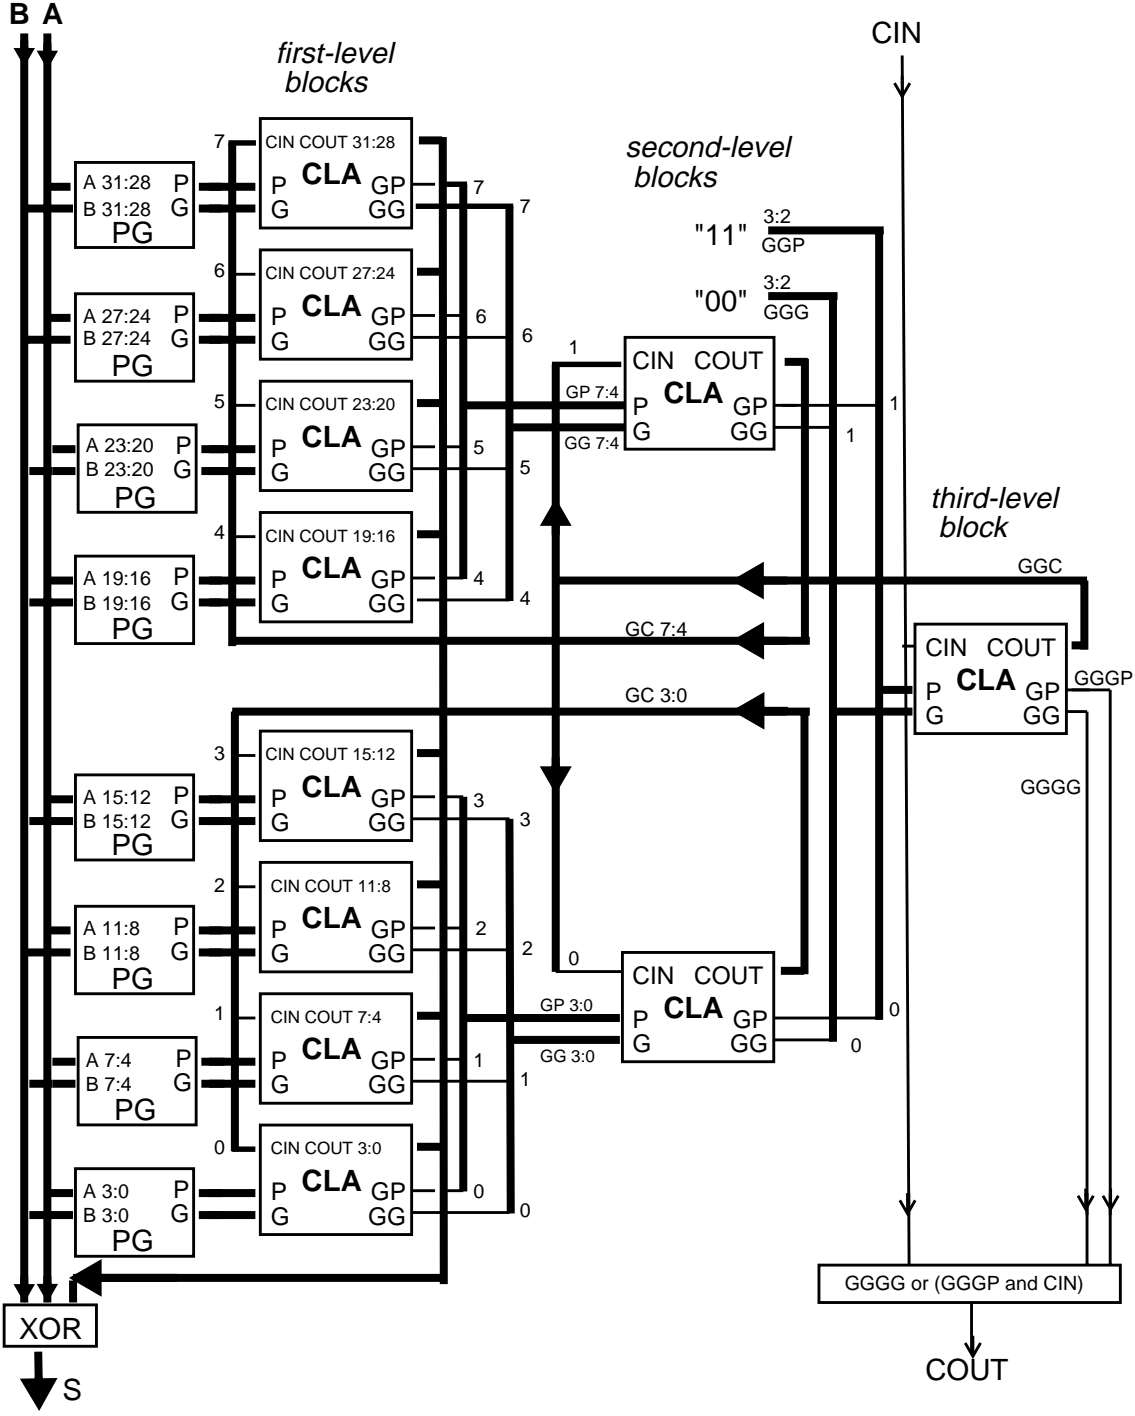 B A
CIN
first-level
blocks
second-level
blocks
"11" 3:2
GGP
"00" 3:2
GGG
7 CIN COUT 31:28
CLA
P GP 7
G GG 7
A 31:28 P
B 31:28 G
PG
6 CIN COUT 27:24
CLA
P GP 6
G GG 6
A 27:24 P
B 27:24 G
PG
5 CIN COUT 23:20
CLA
P GP 5
G GG 5
A 23:20 P
B 23:20 G
PG
4 CIN COUT 19:16
CLA
P GP 4
G GG 4
A 19:16 P
B 19:16 G
PG
1 CIN COUT
CLA
GP 7:4 P GP 1
GG 7:4 G GG 1
third-level
block
GGC
GC 7:4
CIN COUT
CLA
P GP GGGP
G GG
GGGG
GC 3:0
3 CIN COUT 15:12
CLA
P GP 3
G GG 3
A 15:12 P
B 15:12 G
PG
2 CIN COUT 11:8
CLA
P GP 2
G GG 2
A 11:8 P
B 11:8 G
PG
0 CIN COUT
CLA
GP 3:0 P GP 0
GG 3:0 G GG 0
1 CIN COUT 7:4
CLA
P GP 1
G GG 1
A 7:4 P
B 7:4 G
PG
0 CIN COUT 3:0
CLA
P GP 0
G GG 0
A 3:0 P
B 3:0 G
PG
XOR
S
GGGG or (GGGP and CIN)
COUT